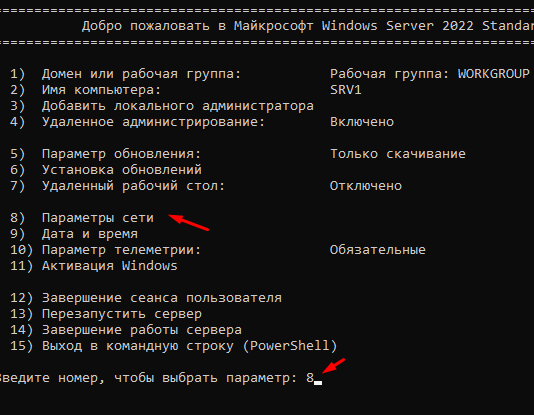 Добро пожаловать в Майкрософт Windows Server 2022 Standar
1) Домен или рабочая группа: Рабочая группа: WORKGROUP
2) Имя компьютера: SRV1
3) Добавить локального администратора
4) Удаленное администрирование: Включено
5) Параметр обновления: Только скачивание
6) Установка обновлений
7) Удаленный рабочий стол: Отключено
8) Параметры сети
9) Дата и время
10) Параметр телеметрии: Обязательные
11) Активация Windows
12) Завершение сеанса пользователя
13) Перезапустить сервер
14) Завершение работы сервера
15) Выход в командную строку (PowerShell)
Введите номер, чтобы выбрать параметр: 8